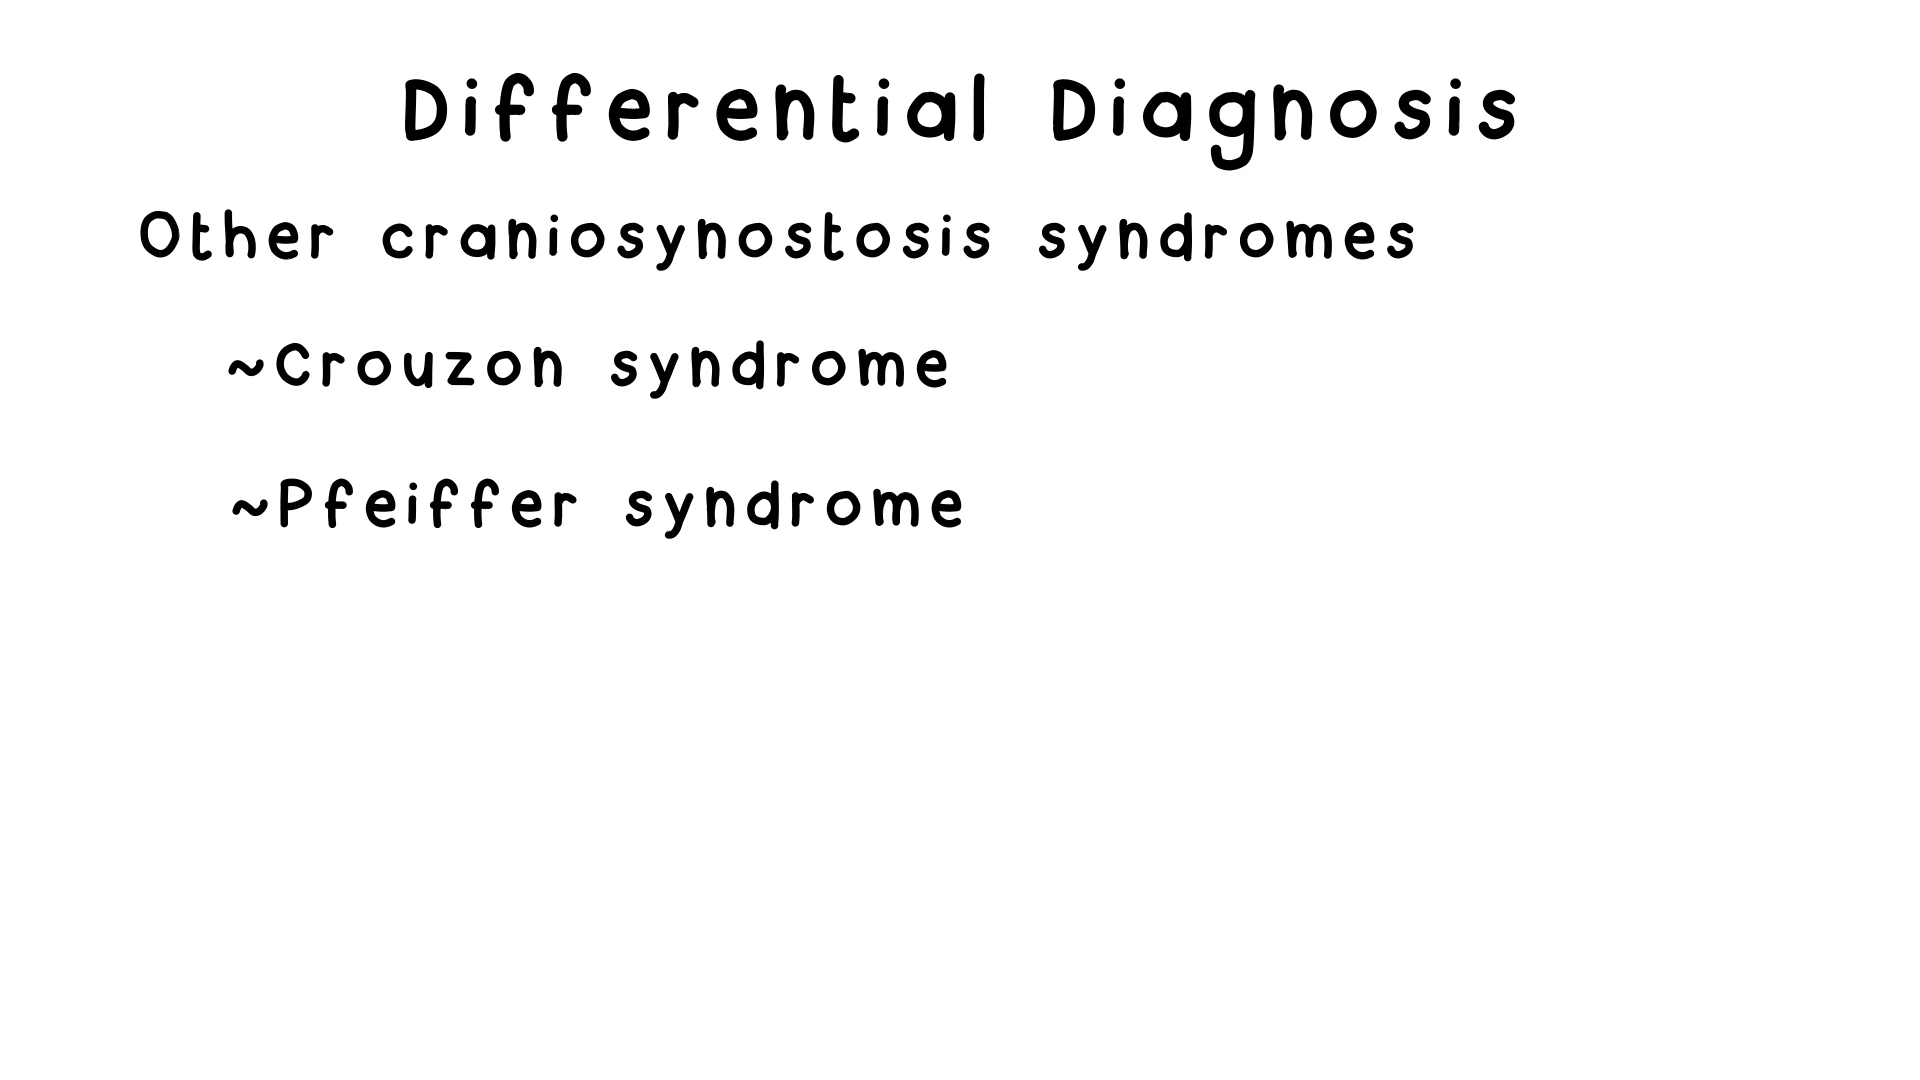 Differential Diagnosis
Other craniosynostosis syndromes
~Crouzon syndrome
~Pfeiffer syndrome